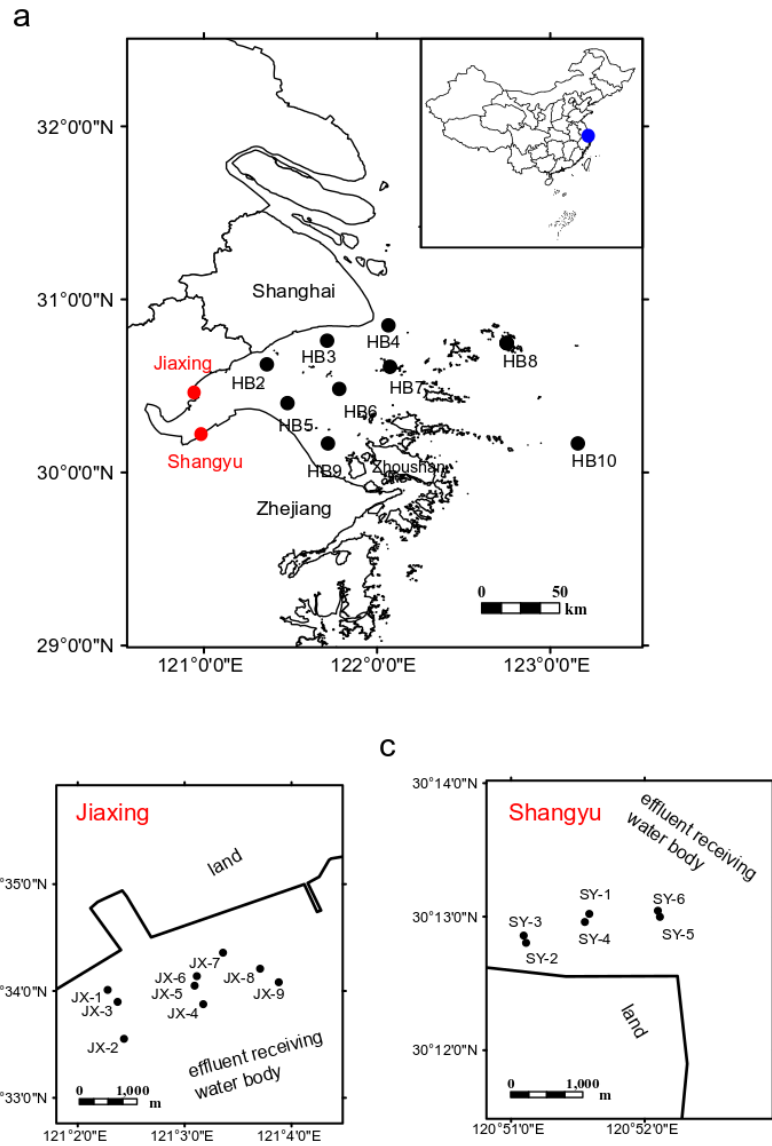 a
32°0'0"N
31°0'0"N
Shanghai
HB3
HB4
HB8
Jiaxing
HB2
HB7
HB6
HB5
Shangyu
HB9
Zhoushan
HB10
30°0'0"N
Zhejiang
0 50
km
29°0'0"N
121°0'0"E 122°0'0"E 123°0'0"E
Jiaxing
land
°35'0"N
JX-7
JX-6
JX-8
JX-5
JX-9
°34'0"N
JX-1
JX-3
JX-4
JX-2
effluent receiving
water body
0 1,000
m
°33'0"N
121°2'0"E 121°3'0"E 121°4'0"E
c
30°14'0"N
Shangyu
effluent receiving
water body
SY-1
SY-6
30°13'0"N
SY-3
SY-4
SY-5
SY-2
land
30°12'0"N
0 1,000
m
120°51'0"E 120°52'0"E